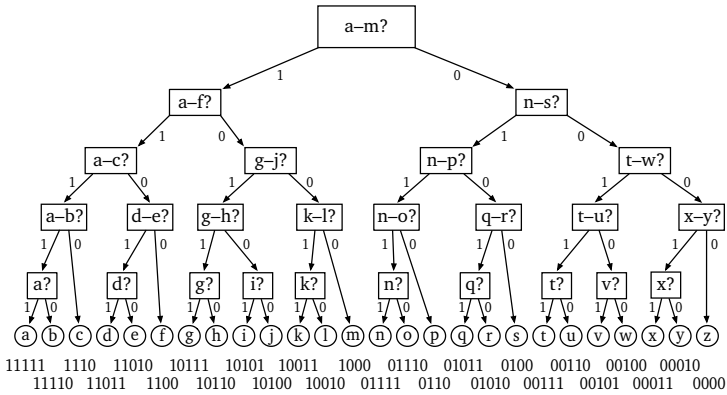 a–m?
1 0
a–f? n–s?
1 0 1 0
a–c? g–j? n–p? t–w?
1 0 1 0 1 0 1 0
a–b? d–e? g–h? k–l? n–o? q–r? t–u? x–y?
1 0 1 0 1 0 1 0 1 0 1 0 1 0 1 0
a? d? g? i? k? n? q? t? v? x?
1 0 1 0 1 0 1 0 1 0 1 0 1 0 1 0 1 0 1 0
a b c d e f g h i j k l m n o p q r s t u v w x y z
11111 1110 11010 10111 10101 10011 1000 01110 01011 0100 00110 00100 00010
11110 11011 1100 10110 10100 10010 01111 0110 01010 00111 00101 00011 0000